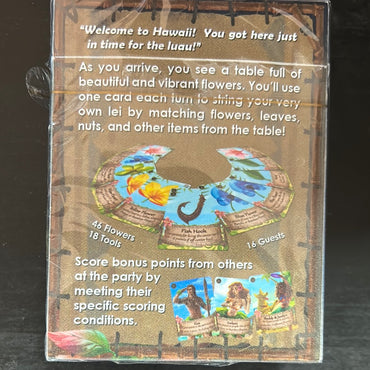 "Welcome to Hawaii! You got here just
in time for the luau!"
As you arrive, you see a table full of
beautiful and vibrant flowers. You'll use
one card each turn to string your very
own lei by matching flowers, leaves,
nuts, and other items from the table!
Fish Hook
46 Flowers
18 Tools
16 Guests
Score bonus points from others
at the party by
meeting their
specific scoring
conditions.